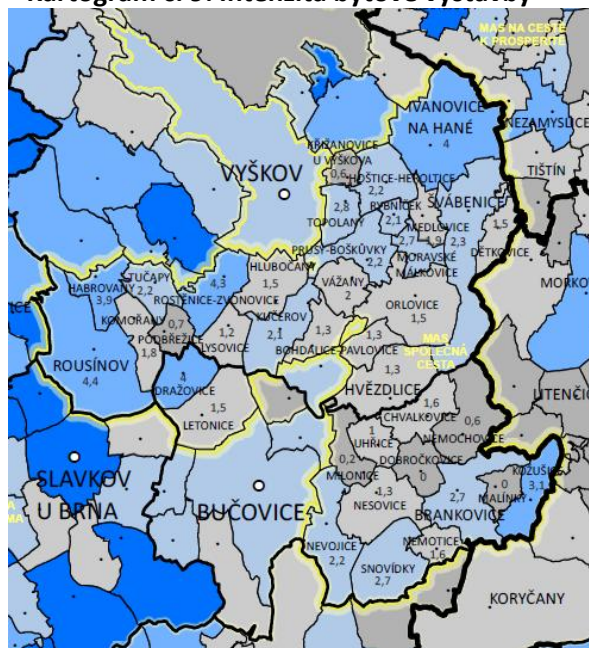 Kartogram č. 3: Intenzita bytové výstavby
MAS NA CESTĚ
K PROSPERITĚ
IVANOVICE
NA HANÉ
4
NEZAMYSLICE
KŘIŽANOVICE
U VYŠKOVA
0,6
VYŠKOV
HOŠTICE-HEROLTICE
2,2
TIŠTÍN
2,8
RYBNÍČEK
2,1
ŠVÁBENICE
TOPOLANY
MEDLOVICE
1,9
2,3
1,5
DĚTKOVICE
PRUSY-BOŠKŮVKY
2,2
2,7
MORAVSKÉ
MÁLKOVICE
HLUBOČANY
1,5
TUČAPY
2,2
HABROVANY
3,9
4,3
ROSTĚNICE-ZVONOVICE
VÁŽANY
2
MORKO
ORLOVICE
1,5
KOMOŘANY
1,8
0,7
PODBŘEŽICE
1,2
LYSOVICE
KUČEROV
2,1
1,3
BOHDALICE-PAVLOVICE
1,3
MAS
SPOLEČNÁ
CESTA
ROUSÍNOV
4,4
4
DRAŽOVICE
1,3
HVĚZDLICE
LITENČIC
1,5
LETONICE
1,6
CHVALKOVICE
1
UHŘICE
0,6
NEMOCHOVICE
0,2
MILONICE
DOBROČKOVICE
0
SLAVKOV
U BRNA
BUČOVICE
1,3
NESOVICE
2,7
BRANKOVICE
0
MALÍNKY
KOŽUŠICE
3,1
NEVOJICE
2,2
NEMOTICE
1,6
SNOVÍDKY
2,7
KORYČANY